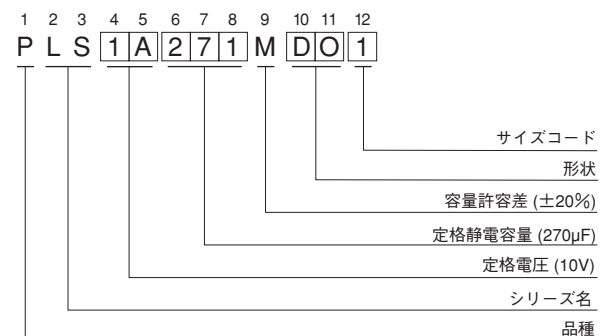 1 2 3 4 5 6 7 8 9 10 11 12
P L S 1 A 2 7 1 M D O 1
サイズコード
形状
容量許容差 (±20%)
定格静電容量 (270µF)
定格電圧 (10V)
シリーズ名
品種